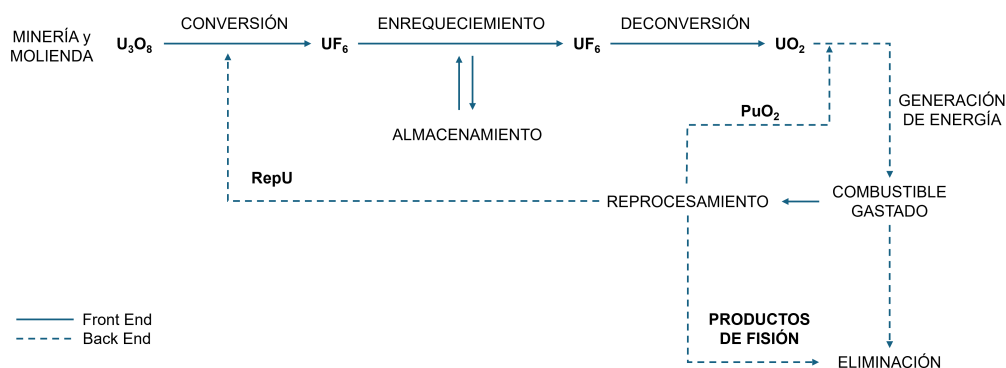 MINERÍA y
MOLIENDA
U₃O₈
CONVERSIÓN
UF₆
ENREQUECIEMIENTO
UF₆
DECONVERSIÓN
UO₂
ALMACENAMIENTO
PuO₂
GENERACIÓN
DE ENERGÍA
RepU
REPROCESAMIENTO
COMBUSTIBLE
GASTADO
Front End
Back End
PRODUCTOS
DE FISIÓN
ELIMINACIÓN